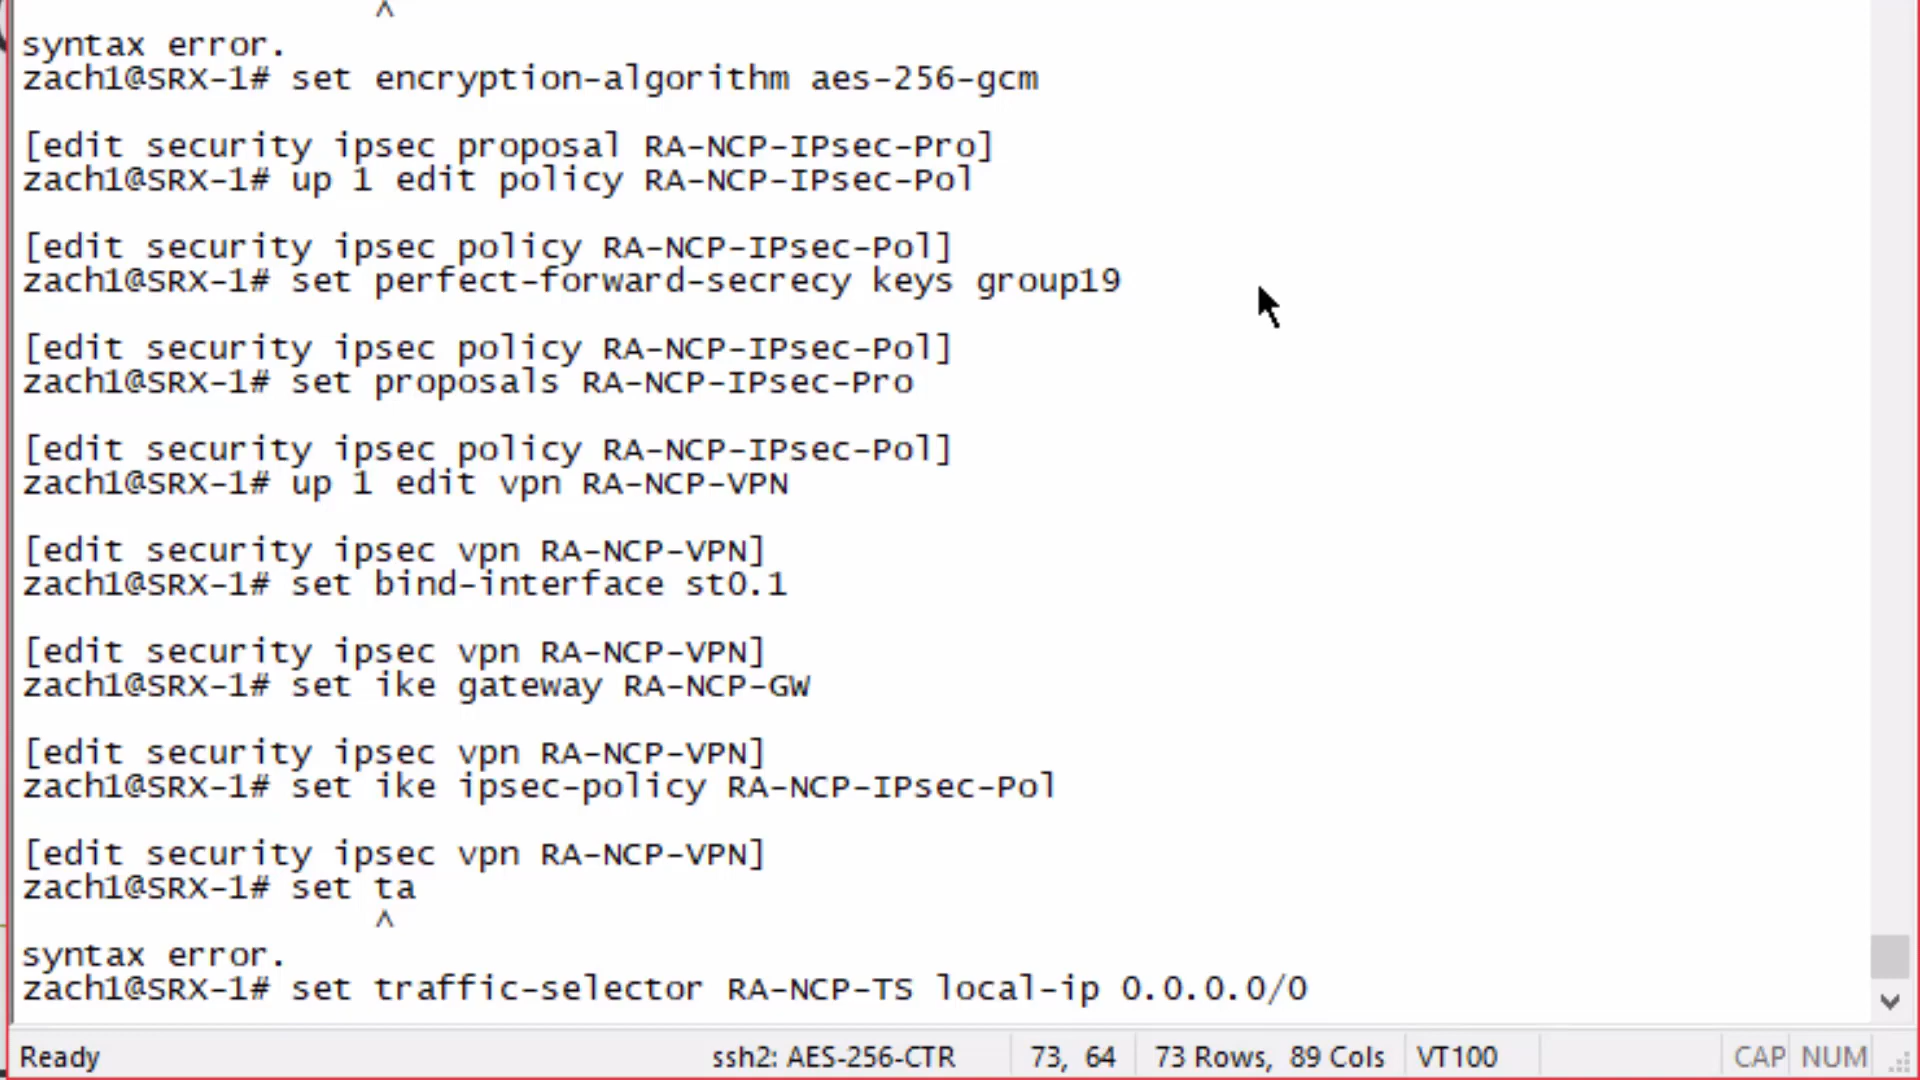 ^
syntax error.
zach1@SRX-1# set encryption-algorithm aes-256-gcm
[edit security ipsec proposal RA-NCP-IPsec-Pro]
zach1@SRX-1# up 1 edit policy RA-NCP-IPsec-Pol
[edit security ipsec policy RA-NCP-IPsec-Pol]
zach1@SRX-1# set perfect-forward-secrecy keys group19
[edit security ipsec policy RA-NCP-IPsec-Pol]
zach1@SRX-1# set proposals RA-NCP-IPsec-Pro
[edit security ipsec policy RA-NCP-IPsec-Pol]
zach1@SRX-1# up 1 edit vpn RA-NCP-VPN
[edit security ipsec vpn RA-NCP-VPN]
zach1@SRX-1# set bind-interface st0.1
[edit security ipsec vpn RA-NCP-VPN]
zach1@SRX-1# set ike gateway RA-NCP-GW
[edit security ipsec vpn RA-NCP-VPN]
zach1@SRX-1# set ike ipsec-policy RA-NCP-IPsec-Pol
[edit security ipsec vpn RA-NCP-VPN]
zach1@SRX-1# set ta
^
syntax error.
zach1@SRX-1# set traffic-selector RA-NCP-TS local-ip 0.0.0.0/0
Ready ssh2: AES-256-CTR 73, 64 73 Rows, 89 Cols VT100 CAP NUM